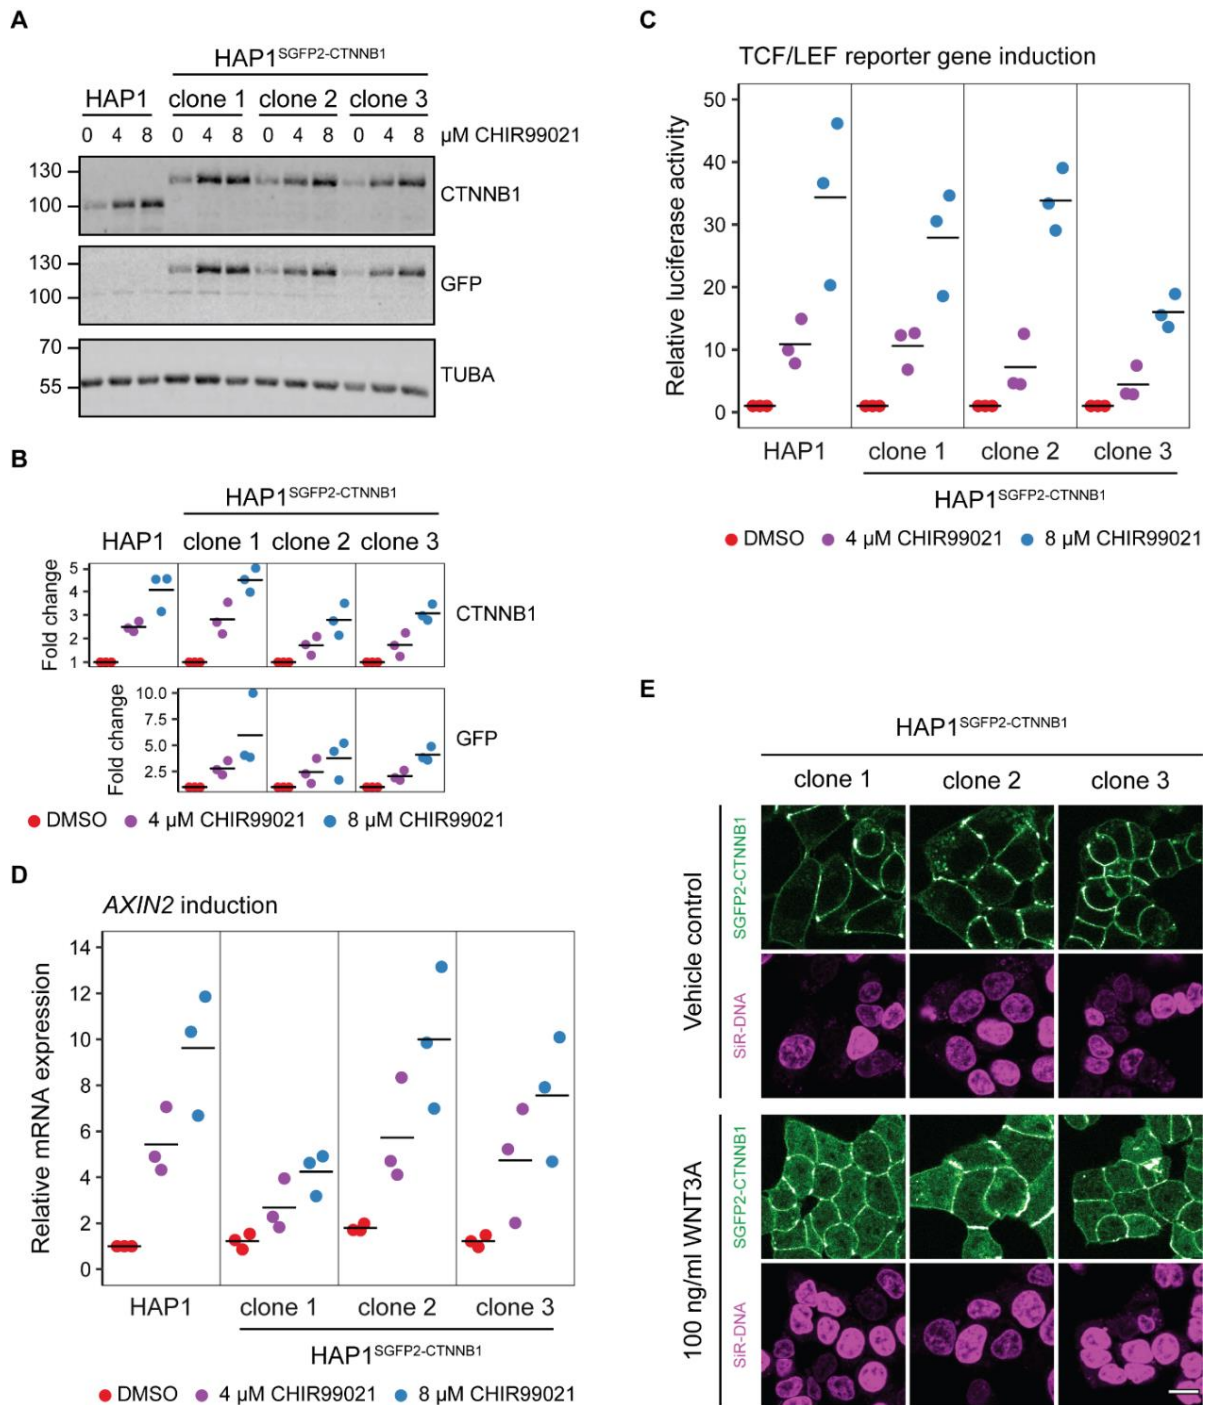 A
HAP1SGFP2-CTNNB1
HAP1 clone 1 clone 2 clone 3
0 4 8 0 4 8 0 4 8 0 4 8 µM CHIR99021
130
100
CTNNB1
130
100
GFP
70
55
TUBA
B
HAP1SGFP2-CTNNB1
HAP1 clone 1 clone 2 clone 3
Fold change
5
4
3
2
1
CTNNB1
Fold change
10.0
7.5
5.0
2.5
GFP
DMSO 4 µM CHIR99021 8 µM CHIR99021
C
TCF/LEF reporter gene induction
Relative luciferase activity
50
40
30
20
10
0
HAP1 clone 1 clone 2 clone 3
HAP1SGFP2-CTNNB1
DMSO 4 µM CHIR99021 8 µM CHIR99021
D
AXIN2 induction
Relative mRNA expression
14
12
10
8
6
4
2
0
HAP1 clone 1 clone 2 clone 3
HAP1SGFP2-CTNNB1
DMSO 4 µM CHIR99021 8 µM CHIR99021
E
HAP1SGFP2-CTNNB1
clone 1 clone 2 clone 3
Vehicle control
SGFP2-CTNNB1
SiR-DNA
100 ng/ml WNT3A
SGFP2-CTNNB1
SiR-DNA